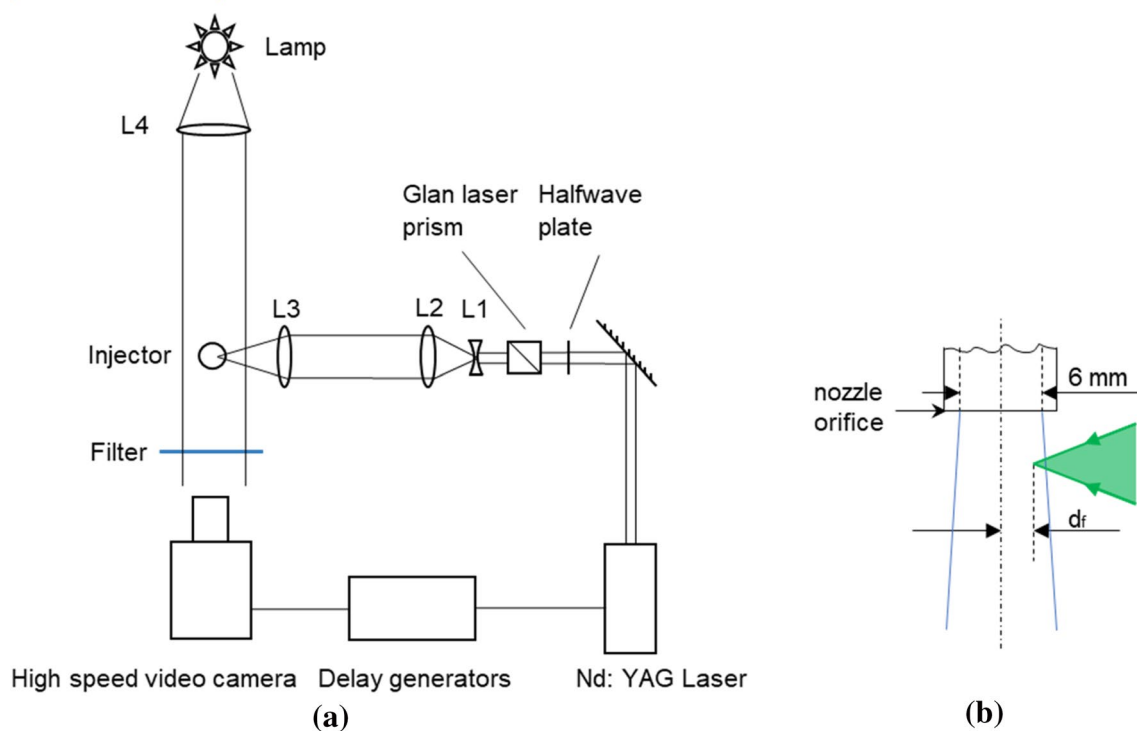 Lamp
L4
Glan laser
prism
Halfwave
plate
L3
L2
L1
Injector
Filter
High speed video camera
Delay generators
Nd: YAG Laser
(a)
nozzle
orifice
6 mm
df
(b)